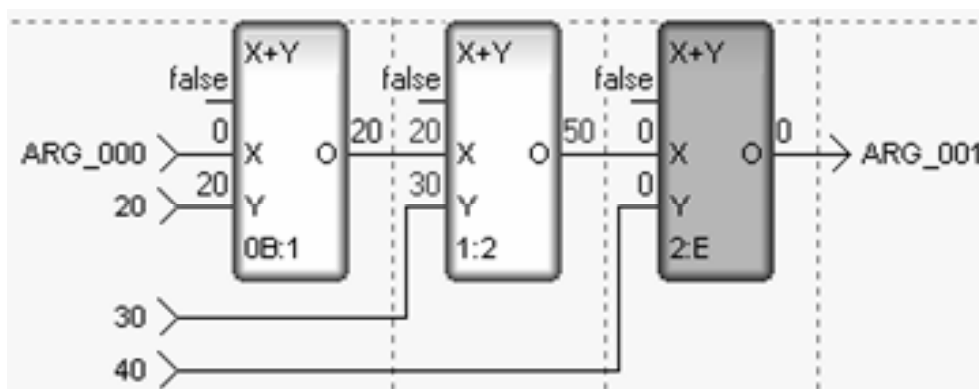 X+Y X+Y X+Y
false false false
ARG_000 0 X O 20 20 X O 50 0 X O 0 ARG_001
20 20 Y 30 Y 0 Y
0B:1 1:2 2:E
30
40